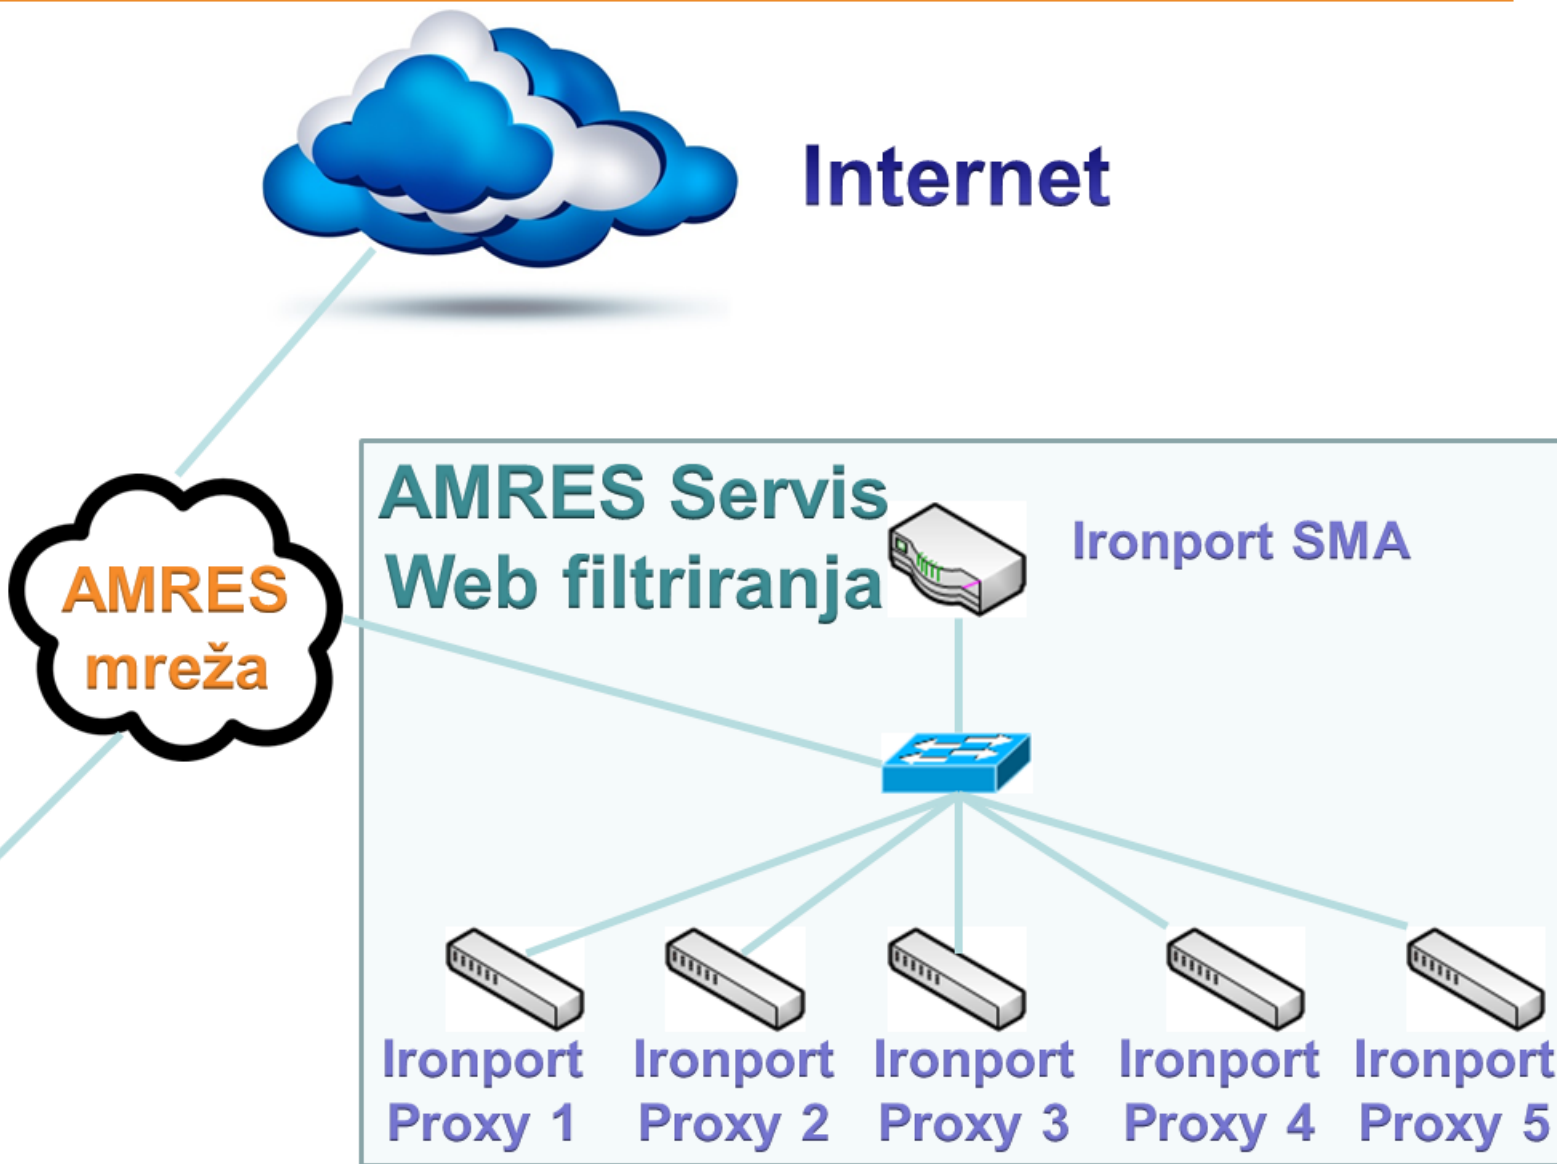 Internet
AMRES
mreža
AMRES Servis
Web filtriranja
Ironport SMA
Ironport
Proxy 1
Ironport
Proxy 2
Ironport
Proxy 3
Ironport
Proxy 4
Ironport
Proxy 5